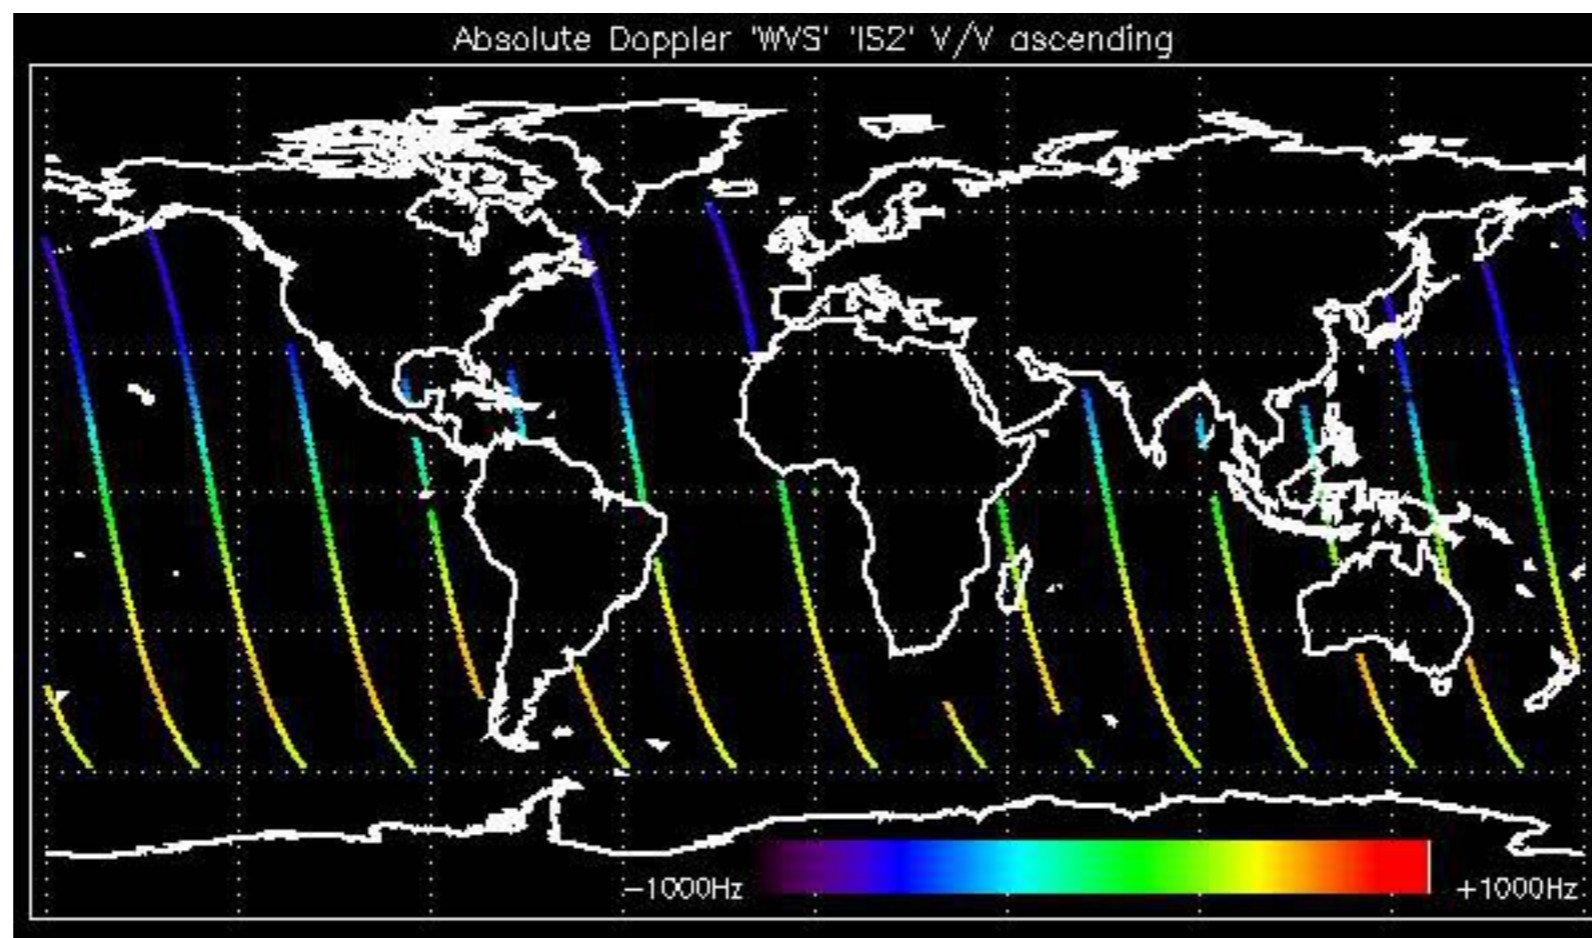 Absolute Doppler 'WVS' 'IS2' V/V ascending
-1000Hz +1000Hz